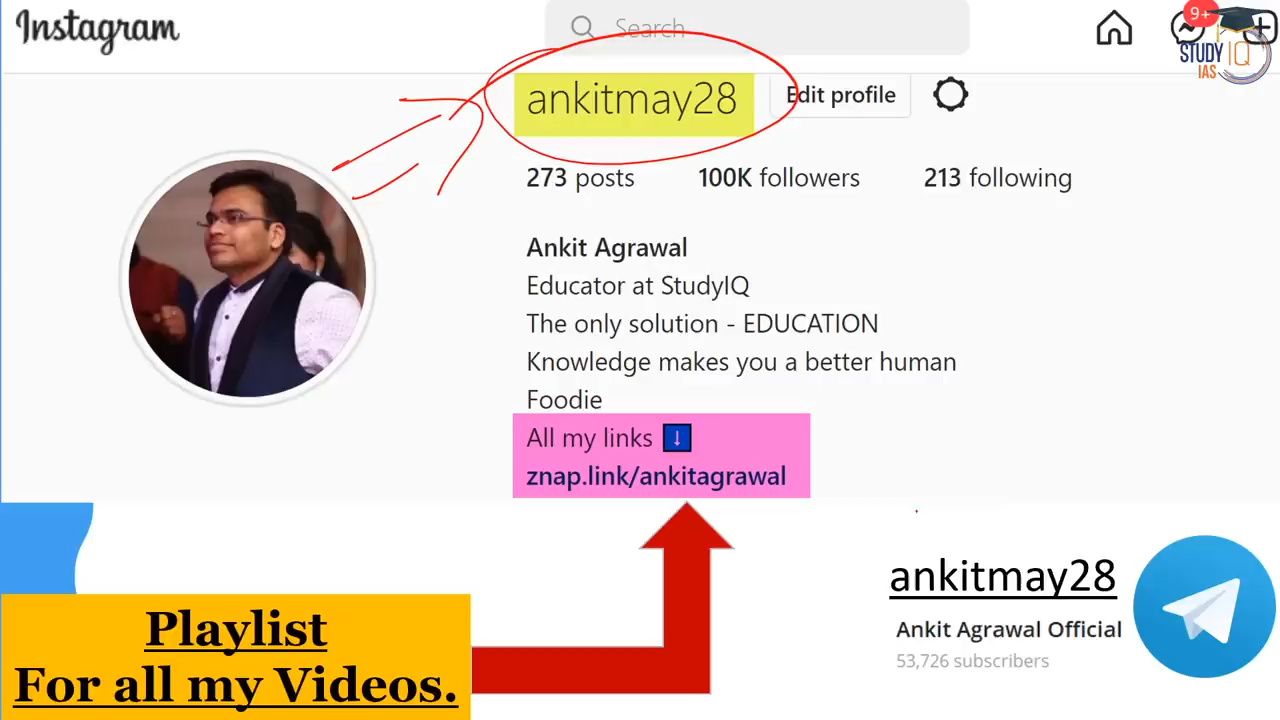 Instagram
Search
9+
STUDY IQ
IAS
ankitmay28
Edit profile
273 posts 100K followers 213 following
Ankit Agrawal
Educator at StudyIQ
The only solution - EDUCATION
Knowledge makes you a better human
Foodie
All my links
znap.link/ankitagrawal
ankitmay28
Ankit Agrawal Official
53,726 subscribers
Playlist
For all my Videos.